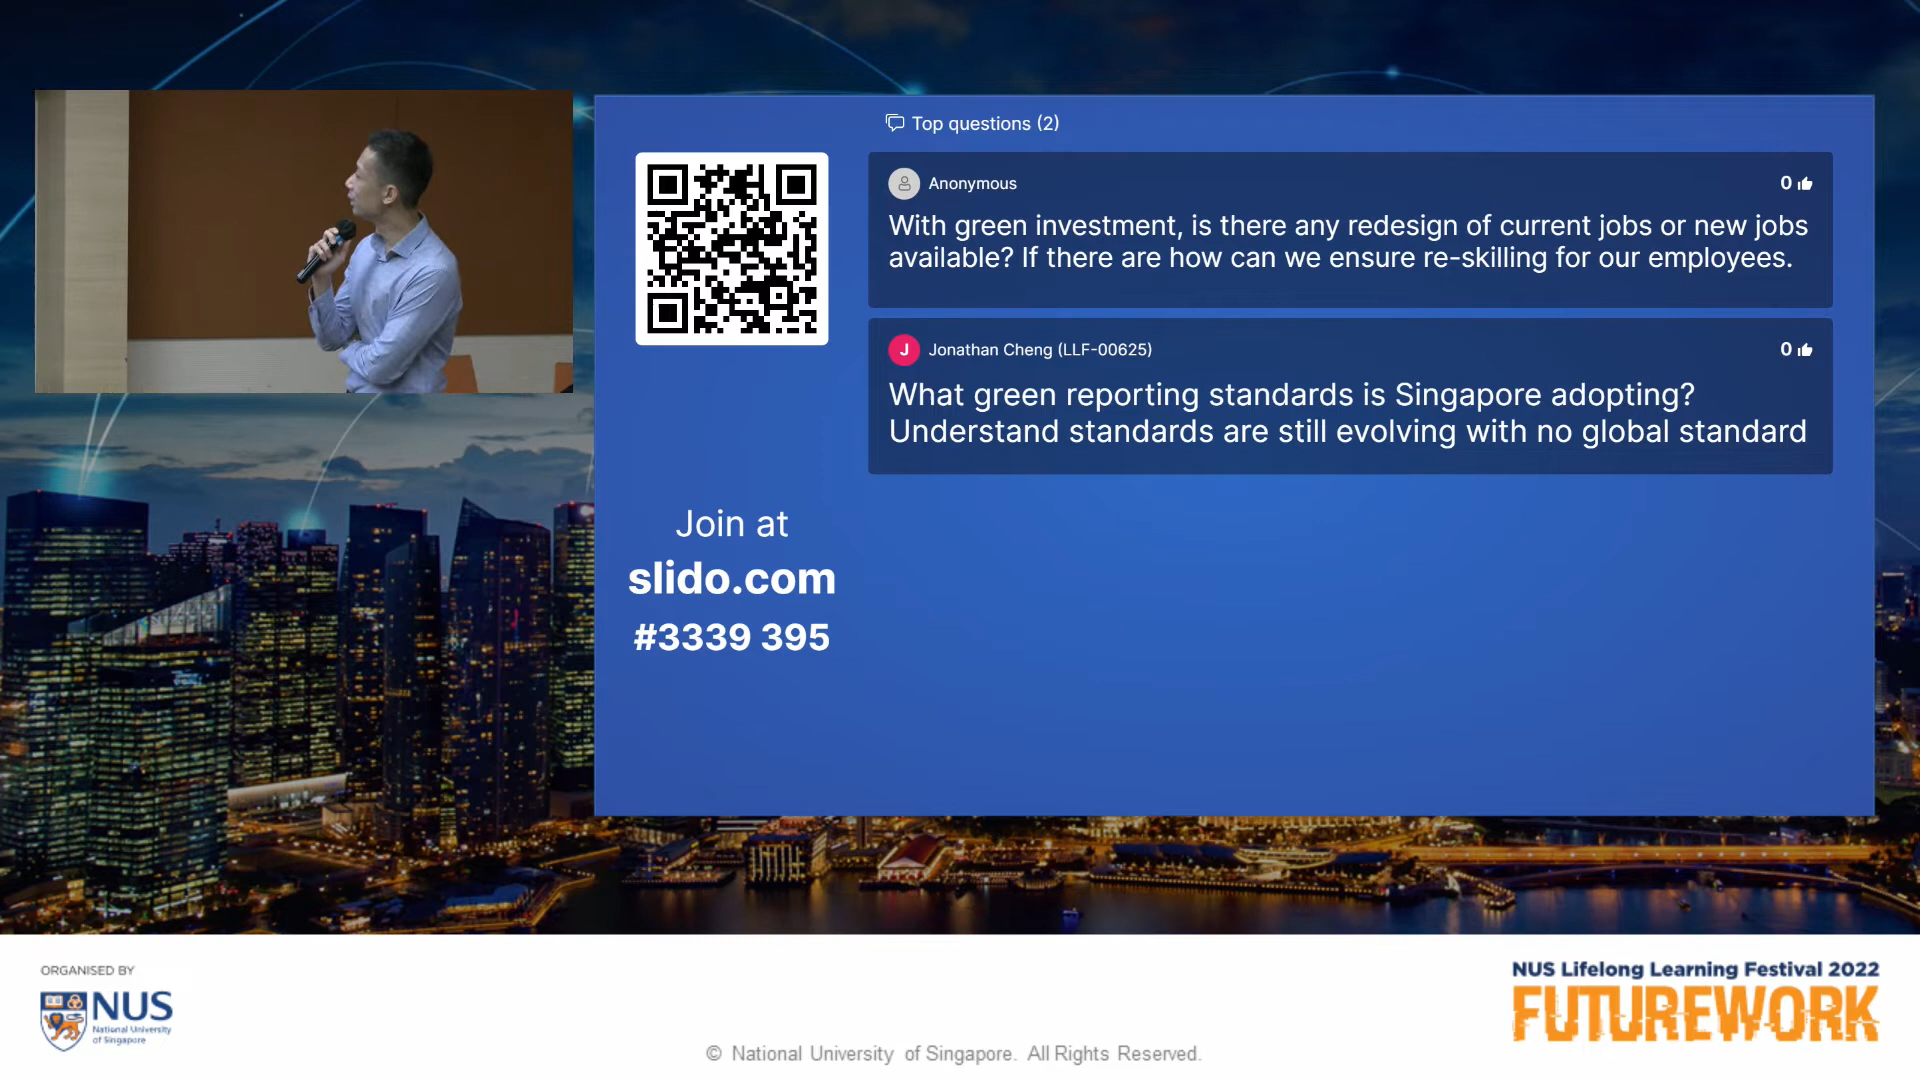 Top questions (2)
Anonymous
0
With green investment, is there any redesign of current jobs or new jobs
available? If there are how can we ensure re-skilling for our employees.
J
Jonathan Cheng (LLF-00625)
0
What green reporting standards is Singapore adopting?
Understand standards are still evolving with no global standard
Join at
slido.com
#3339 395
ORGANISED BY
NUS
National University
of Singapore
NUS Lifelong Learning Festival 2022
FUTUREWORK
© National University of Singapore. All Rights Reserved.